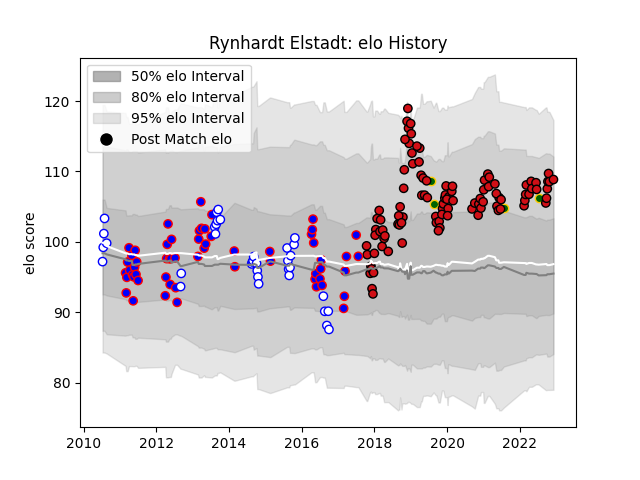 Rynhardt Elstadt: elo History
50% elo Interval
80% elo Interval
95% elo Interval
Post Match elo
elo score
120
110
100
90
80
2010
2012
2014
2016
2018
2020
2022